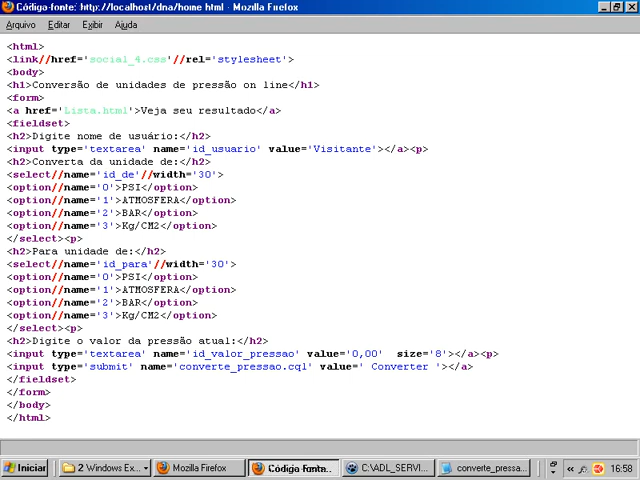 Código-fonte: http://localhost/dna/home html - Mozilla Firefox
Arquivo Editar Exibir Ajuda
<html>
<link//href='social_4.css'//rel='stylesheet'>
<body>
<h1>Conversão de unidades de pressão on line</h1>
<form>
<a href='Lista.html'>Veja seu resultado</a>
<fieldset>
<h2>Digite nome de usuário:</h2>
<input type='textarea' name='id_usuario' value='Visitante'></a><p>
<h2>Converta da unidade de:</h2>
<select//name='id_de'//width='30'>
<option//name='0'>PSI</option>
<option//name='1'>ATMOSFERA</option>
<option//name='2'>BAR</option>
<option//name='3'>Kg/CM2</option>
</select><p>
<h2>Para unidade de:</h2>
<select//name='id_para'//width='30'>
<option//name='0'>PSI</option>
<option//name='1'>ATMOSFERA</option>
<option//name='2'>BAR</option>
<option//name='3'>Kg/CM2</option>
</select><p>
<h2>Digite o valor da pressão atual:</h2>
<input type='textarea' name='id_valor_pressao' value='0,00'  size='8'></a><p>
<input type='submit' name='converte_pressao.cql' value=' Converter '></a>
</fieldset>
</form>
</body>
</html>
Iniciar 2 Windows Ex... Mozilla Firefox Código-fonte... C:\ADL_SERVI... converte_pressa... « 16:58